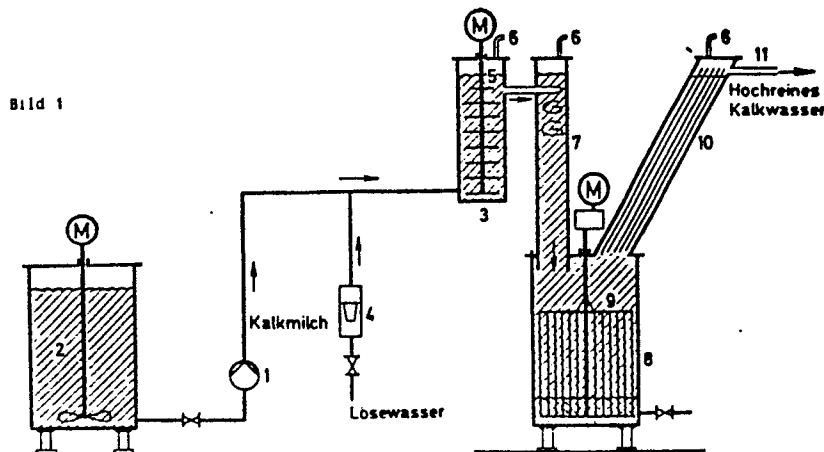 Bild 1
M
6
6
6
11
5
Hochreines
Kalkwasser
7
10
M
3
M
9
Kalkmilch
4
2
1
8
Lösewasser